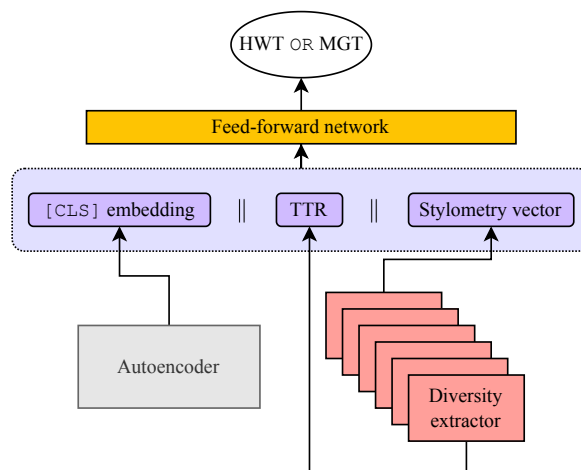 HWT OR MGT
Feed-forward network
[CLS] embedding || TTR || Stylometry vector
Autoencoder
Diversity
extractor